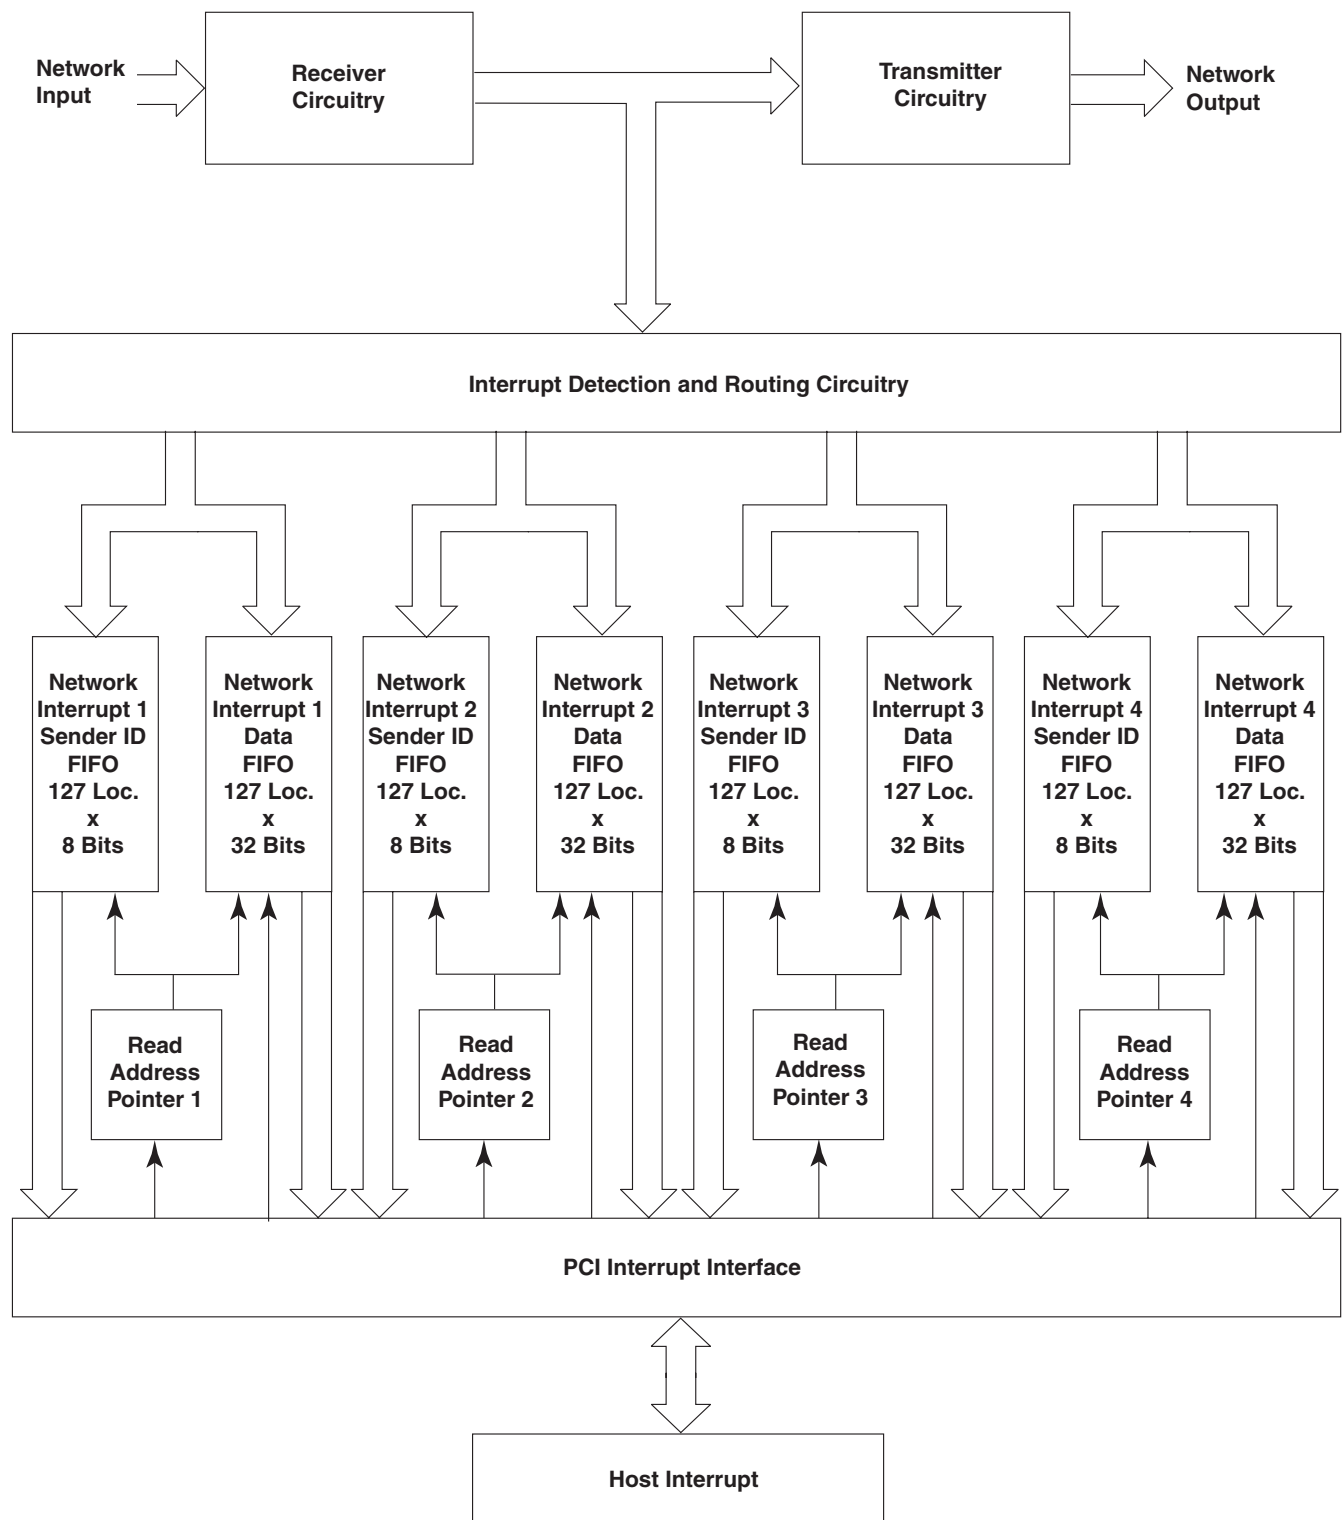 Network
Input
Receiver
Circuitry
Transmitter
Circuitry
Network
Output
Interrupt Detection and Routing Circuitry
Network
Interrupt 1
Sender ID
FIFO
127 Loc.
x
8 Bits
Network
Interrupt 1
Data
FIFO
127 Loc.
x
32 Bits
Network
Interrupt 2
Sender ID
FIFO
127 Loc.
x
8 Bits
Network
Interrupt 2
Data
FIFO
127 Loc.
x
32 Bits
Network
Interrupt 3
Sender ID
FIFO
127 Loc.
x
8 Bits
Network
Interrupt 3
Data
FIFO
127 Loc.
x
32 Bits
Network
Interrupt 4
Sender ID
FIFO
127 Loc.
x
8 Bits
Network
Interrupt 4
Data
FIFO
127 Loc.
x
32 Bits
Read
Address
Pointer 1
Read
Address
Pointer 2
Read
Address
Pointer 3
Read
Address
Pointer 4
PCI Interrupt Interface
Host Interrupt